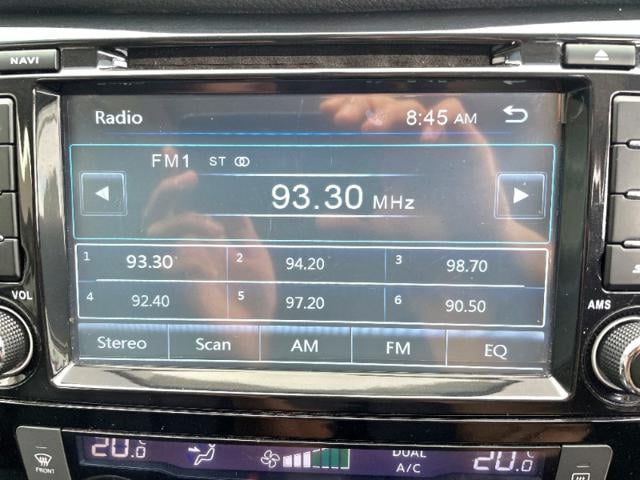 NAVI
Radio 8:45 AM
FM1 ST
93.30 MHz
1 93.30 2 94.20 3 98.70
4 92.40 5 97.20 6 90.50
VOL AMS
Stereo Scan AM FM EQ
FRONT 20.0°C DUAL A/C 20.0°C